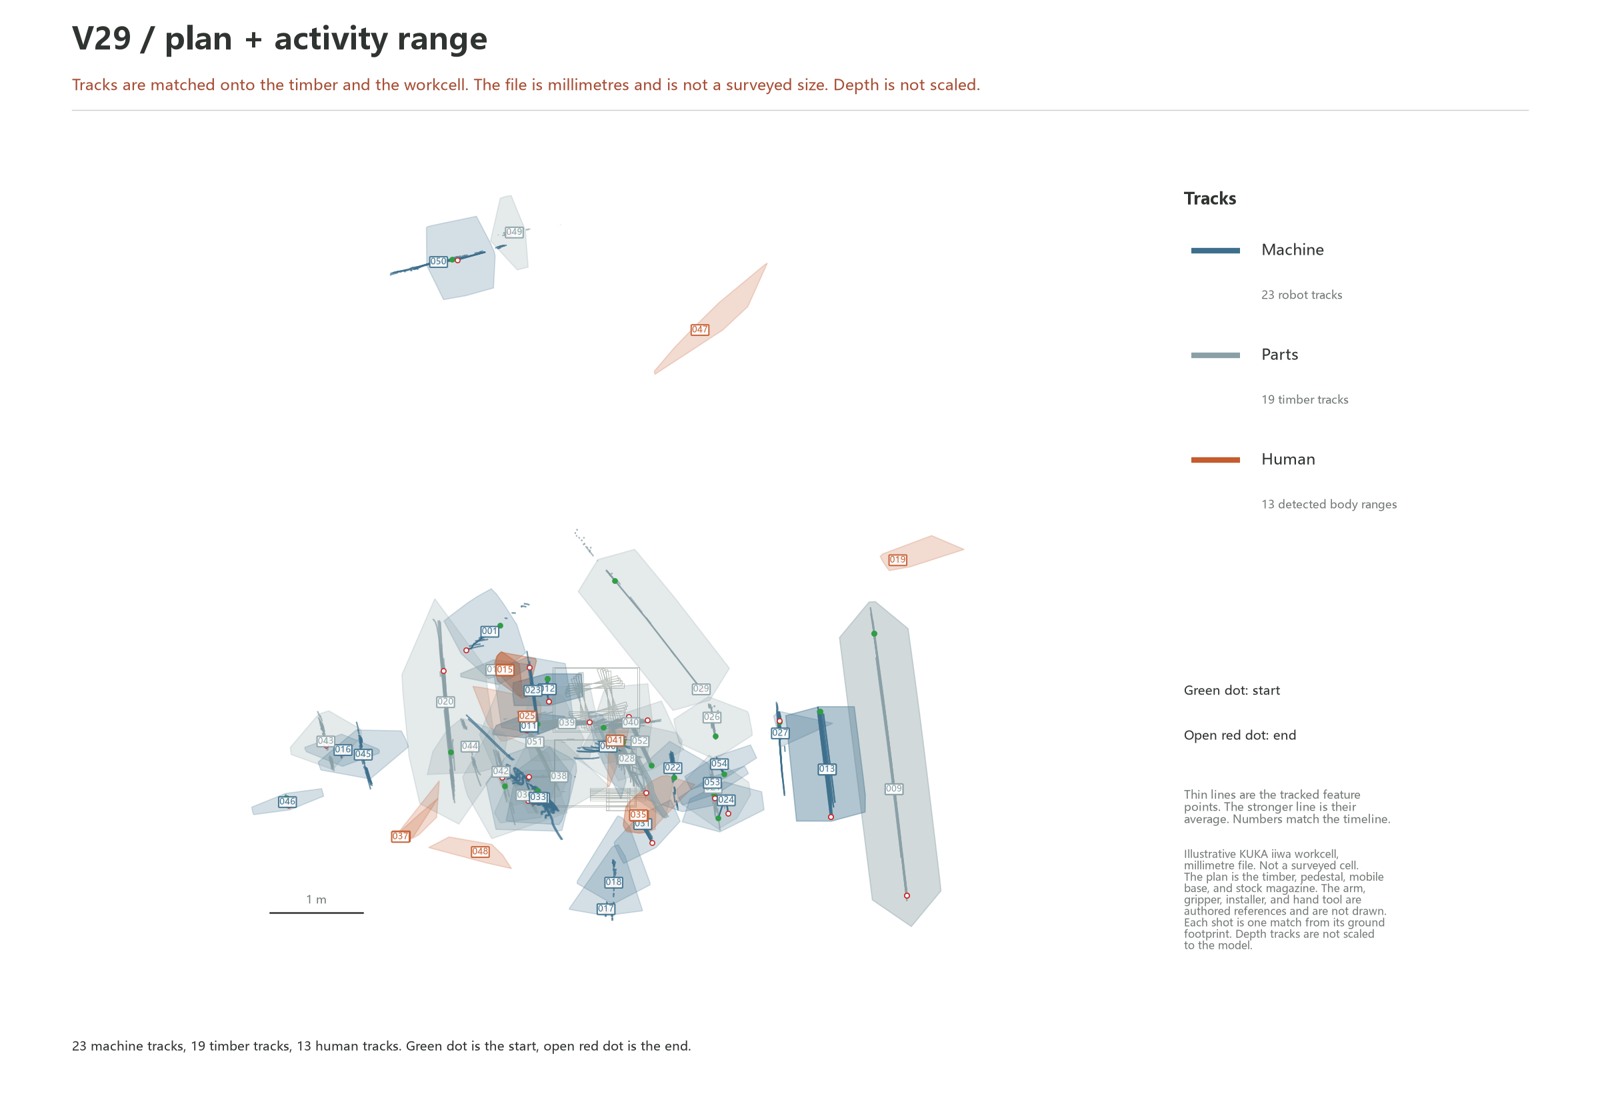 V29 / plan + activity range
Tracks are matched onto the timber and the workcell. The file is millimetres and is not a surveyed size. Depth is not scaled.
049
050
047
019
001
015
020
023
12
029
025
011
039
040
026
051
041
052
027
043
016
045
044
028
022
054
013
042
038
053
009
033
024
046
035
031
037
048
018
017
1 m
Tracks
Machine
23 robot tracks
Parts
19 timber tracks
Human
13 detected body ranges
Green dot: start
Open red dot: end
Thin lines are the tracked feature
points. The stronger line is their
average. Numbers match the timeline.
Illustrative KUKA iiwa workcell,
millimetre file. Not a surveyed cell.
The plan is the timber, pedestal, mobile
base, and stock magazine. The arm,
gripper, installer, and hand tool are
authored references and are not drawn.
Each shot is one match from its ground
footprint. Depth tracks are not scaled
to the model.
23 machine tracks, 19 timber tracks, 13 human tracks. Green dot is the start, open red dot is the end.